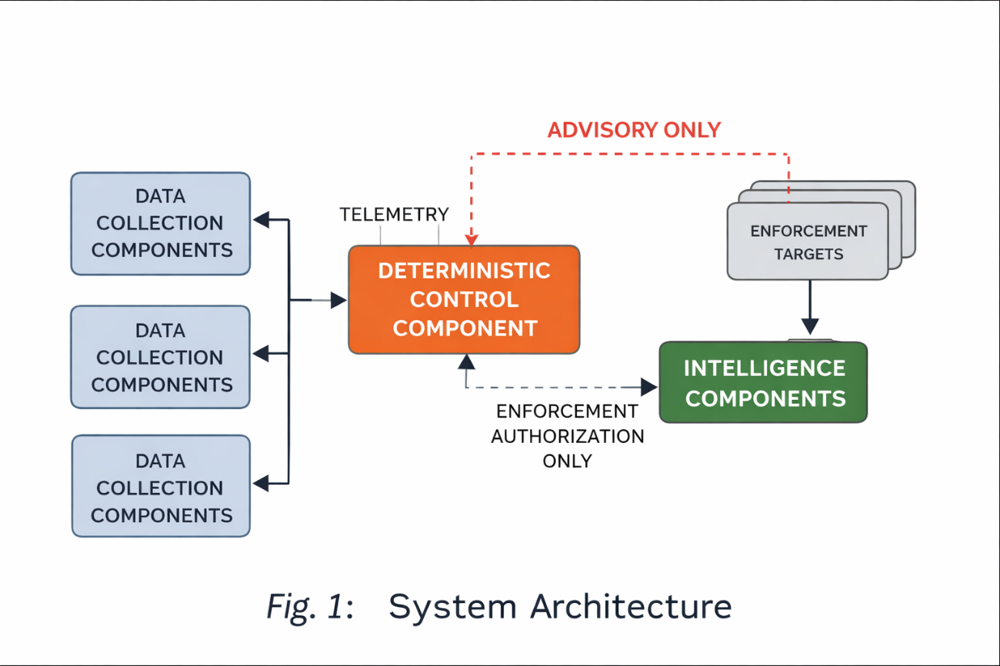 ADVISORY ONLY
DATA
COLLECTION
COMPONENTS
TELEMETRY
DETERMINISTIC
CONTROL
COMPONENT
ENFORCEMENT
TARGETS
DATA
COLLECTION
COMPONENTS
INTELLIGENCE
COMPONENTS
ENFORCEMENT
AUTHORIZATION
ONLY
DATA
COLLECTION
COMPONENTS
Fig. 1: System Architecture